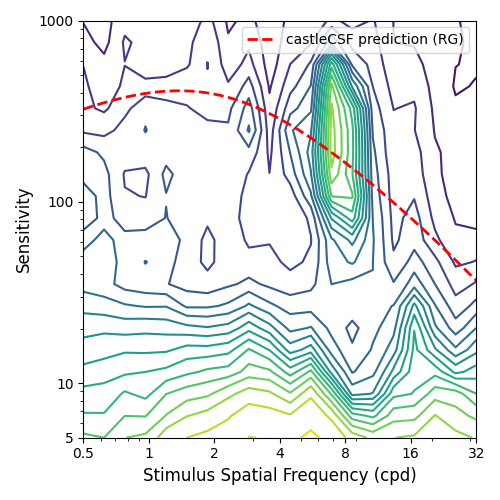 1000
castleCSF prediction (RG)
100
10
5
Sensitivity
0.5 1 2 4 8 16 32
Stimulus Spatial Frequency (cpd)